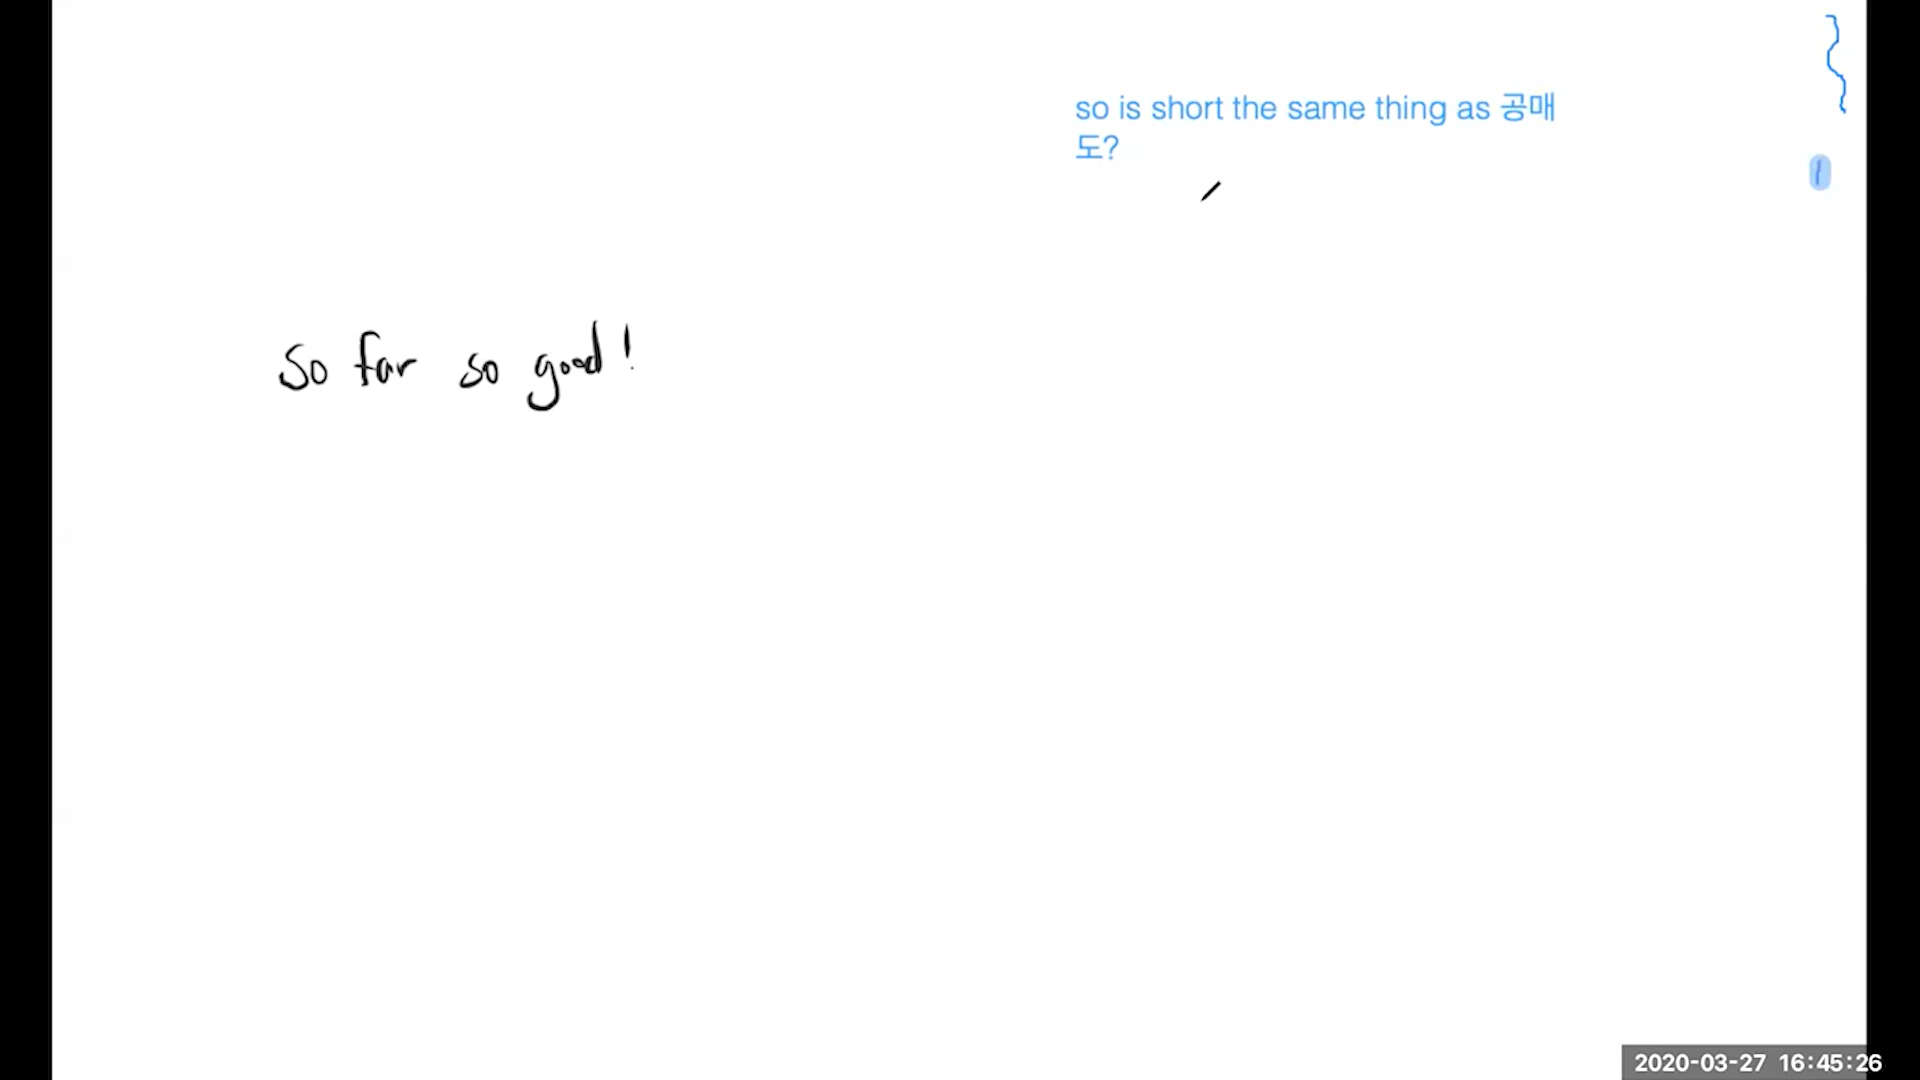 so is short the same thing as 공매
도?
So far so good!
2020-03-27 16:45:26